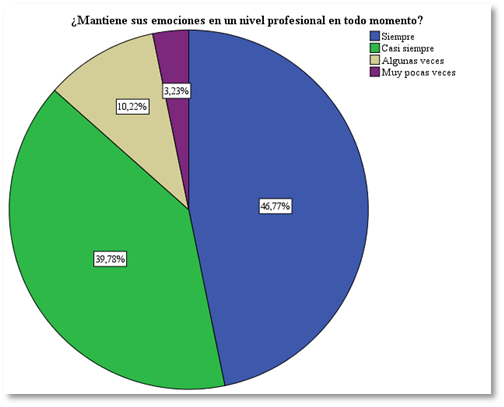 ¿Mantiene sus emociones en un nivel profesional en todo momento?
Siempre
Casi siempre
Algunas veces
Muy pocas veces
3,23%
10,22%
46,77%
39,78%